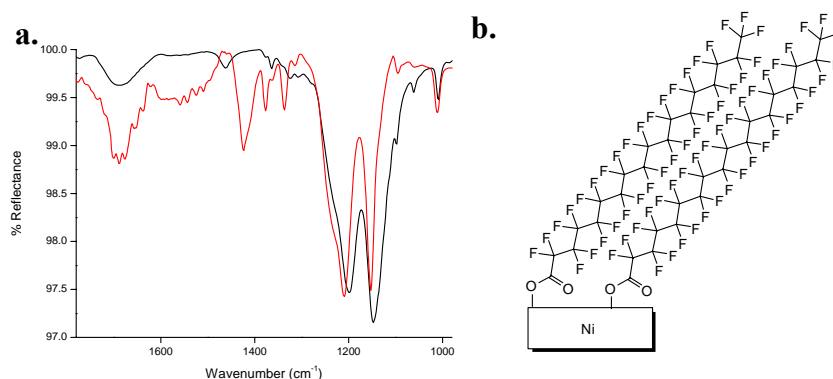 a.
% Reflectance
100.0
99.5
99.0
98.5
98.0
97.5
97.0
1600 1400 1200 1000
Wavenumber (cm⁻¹)
b.
F F
F F
F F
F F
F F
F F
F F
F F
F F
F F
O O O O
Ni